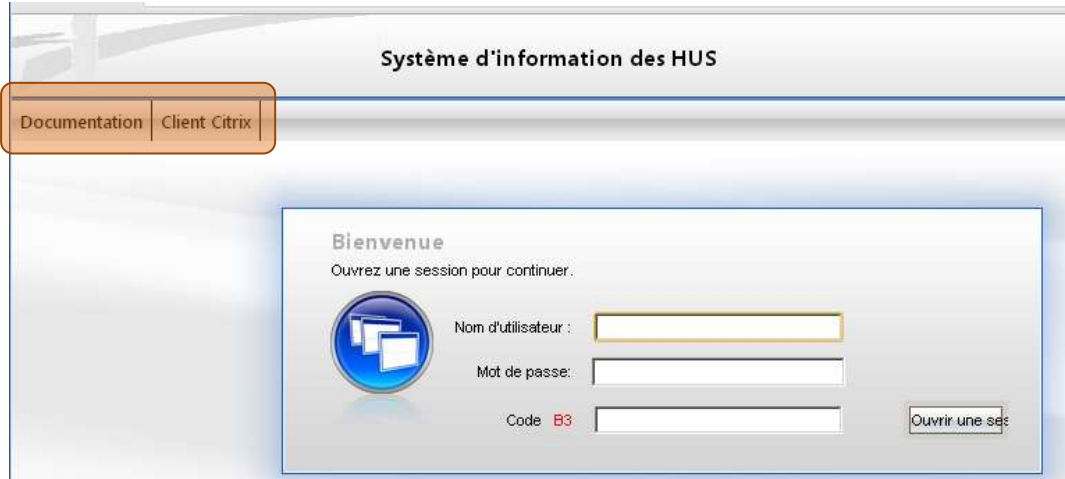 Système d'information des HUS
Documentation Client Citrix
Bienvenue
Ouvrez une session pour continuer.
Nom d'utilisateur :
Mot de passe:
Code B3
Ouvrir une ses